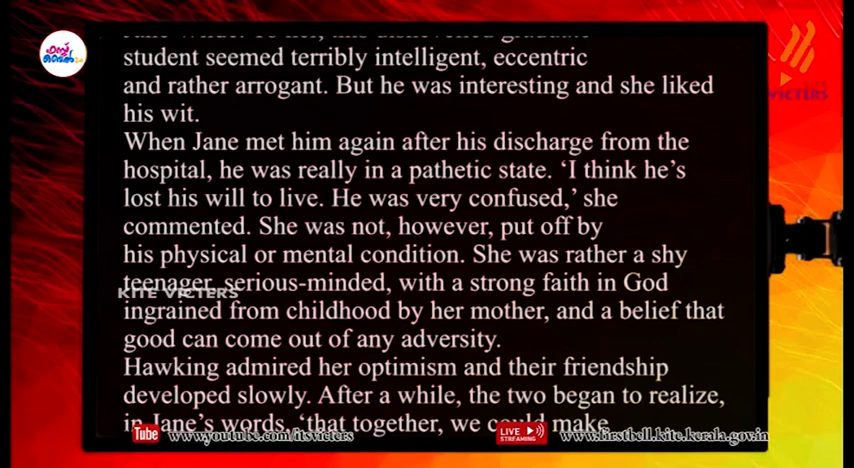 student seemed terribly intelligent, eccentric
and rather arrogant. But he was interesting and she liked
his wit.
When Jane met him again after his discharge from the
hospital, he was really in a pathetic state. ‘I think he’s
lost his will to live. He was very confused,’ she
commented. She was not, however, put off by
his physical or mental condition. She was rather a shy
teenager, serious-minded, with a strong faith in God
KITE VICTERS
ingrained from childhood by her mother, and a belief that
good can come out of any adversity.
Hawking admired her optimism and their friendship
developed slowly. After a while, the two began to realize,
in Jane’s words, ‘that together, we could make
Tube www.youtube.com/itsvicters
LIVE STREAMING www.firstbell.kite.kerala.gov.in
VICTERS